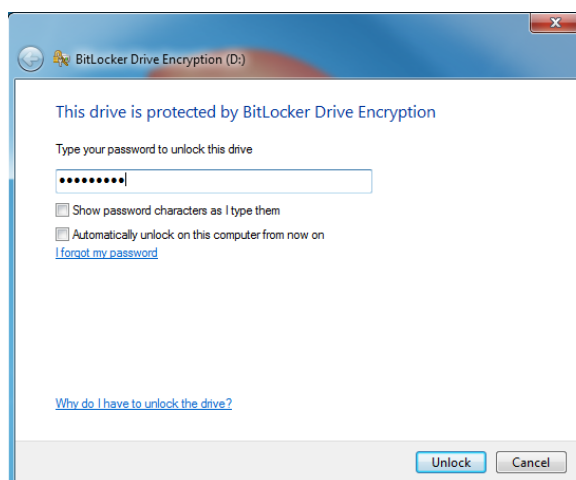 BitLocker Drive Encryption (D:)
This drive is protected by BitLocker Drive Encryption
Type your password to unlock this drive
•••••••••
Show password characters as I type them
Automatically unlock on this computer from now on
I forgot my password
Why do I have to unlock the drive?
Unlock Cancel